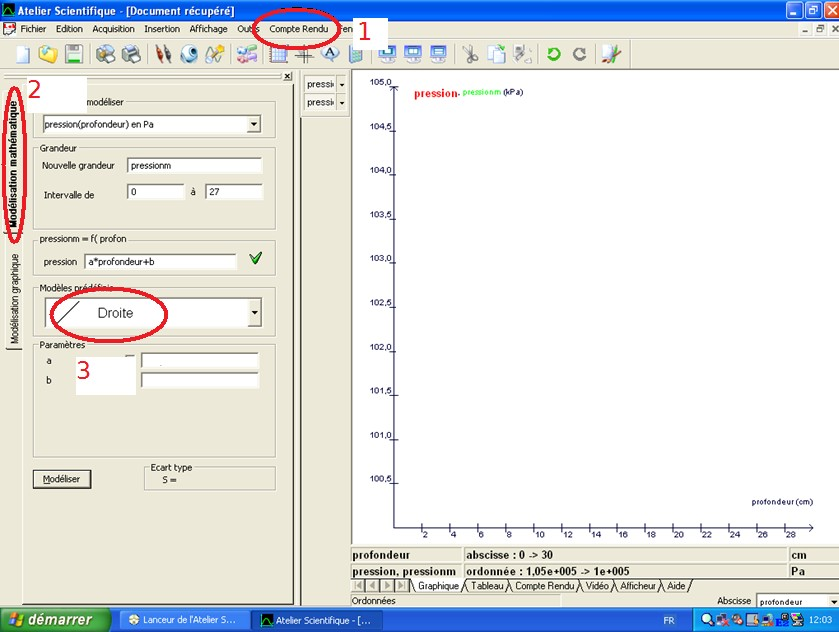 Atelier Scientifique - [Document récupéré]
Fichier Edition Acquisition Insertion Affichage Outils Compte Rendu
1
2
modéliser
pression(profondeur) en Pa
Grandeur
Nouvelle grandeur pressionm
Intervalle de 0 à 27
pressionm = f( profon
pression a*profondeur+b
Modèles prédéfinis
Droite
Paramètres
a
b
3
Modéliser
Ecart type
S =
Modélisation mathématique
Modélisation graphique
pressi
pressi
pression, pressionm (kPa)
105,0
104,5
104,0
103,5
103,0
102,5
102,0
101,5
101,0
100,5
profondeur (cm)
2 4 6 8 10 12 14 16 18 20 22 24 26 28
profondeur abscisse : 0 -> 30 cm
pression, pressionm ordonnée : 1,05e+005 -> 1e+005 Pa
Graphique Tableau Compte Rendu Vidéo Afficheur Aide
Ordonnées Abscisse profondeur (cm)
démarrer Lanceur de l'Atelier S... Atelier Scientifique - [... FR 12:03